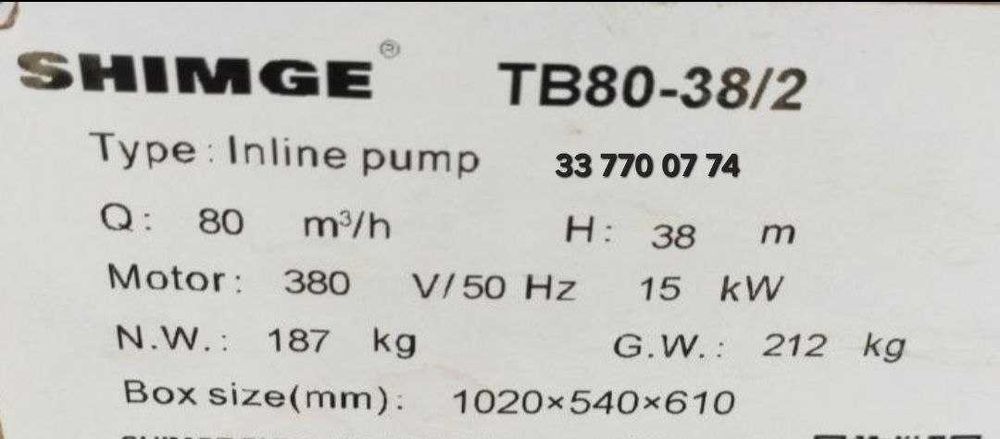 SHIMGE® TB80-38/2
Type: Inline pump 33 770 07 74
Q: 80 m³/h H: 38 m
Motor: 380 V/50 Hz 15 kW
N.W.: 187 kg G.W.: 212 kg
Box size(mm): 1020×540×610